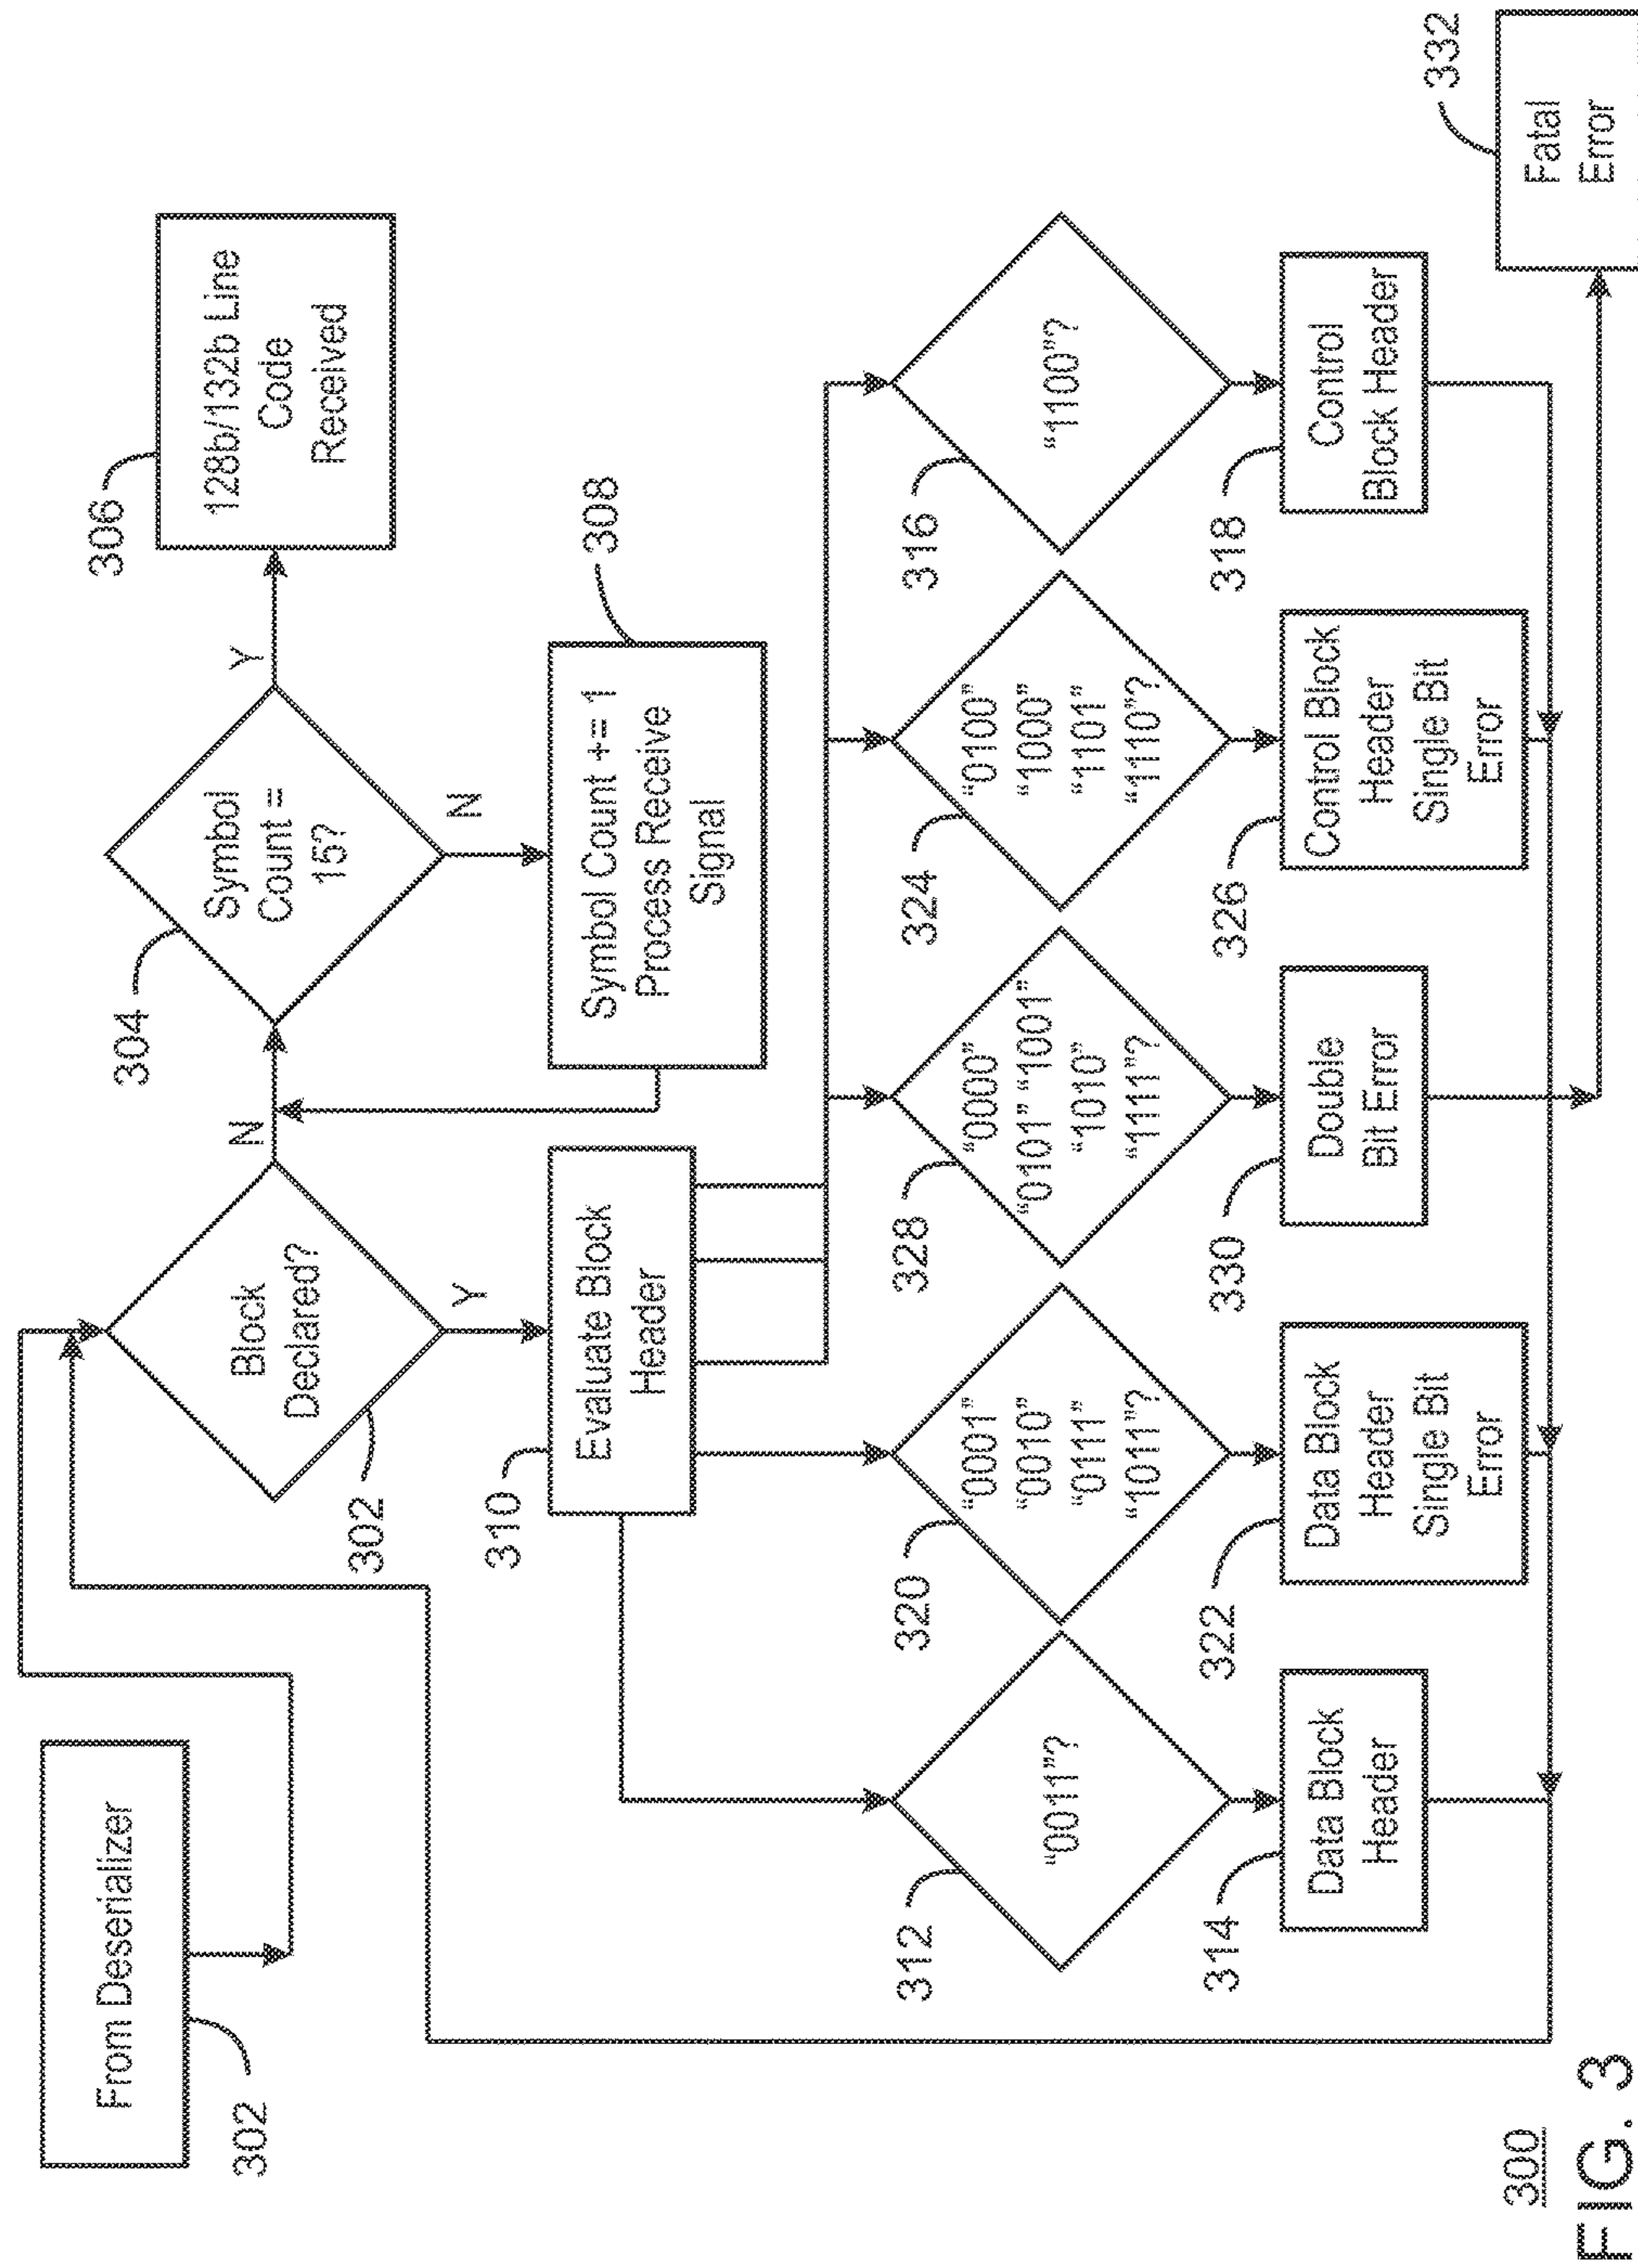 From Deserializer
302
Block
Declared?
302
N
Y
Symbol
Count =
15?
304
Y
N
128b/132b Line
Code
Received
306
Symbol Count += 1
Process Receive
Signal
308
Evaluate Block
Header
310
"0011"?
312
"0001"
"0010"
"0111"
"1011"?
320
"0000"
"0101" "1001"
"1010"
"1111"?
328
"0100"
"1000"
"1101"
"1110"?
324
"1100"?
316
Data Block
Header
314
Data Block
Header
Single Bit
Error
322
Double
Bit Error
330
Control Block
Header
Single Bit
Error
326
Control
Block Header
318
Fatal
Error
332
300
FIG. 3